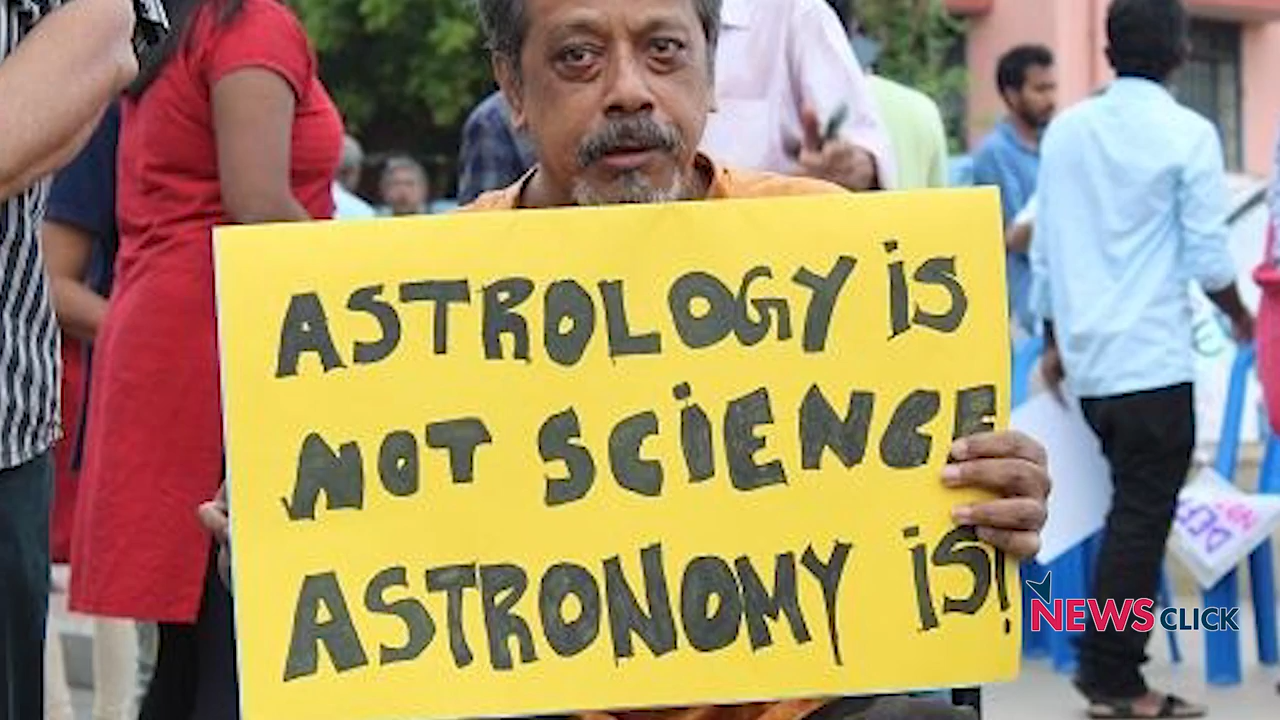 ASTROLOGY iS
NOT SCiENCE
ASTRONOMY iS!
NEWSCLICK